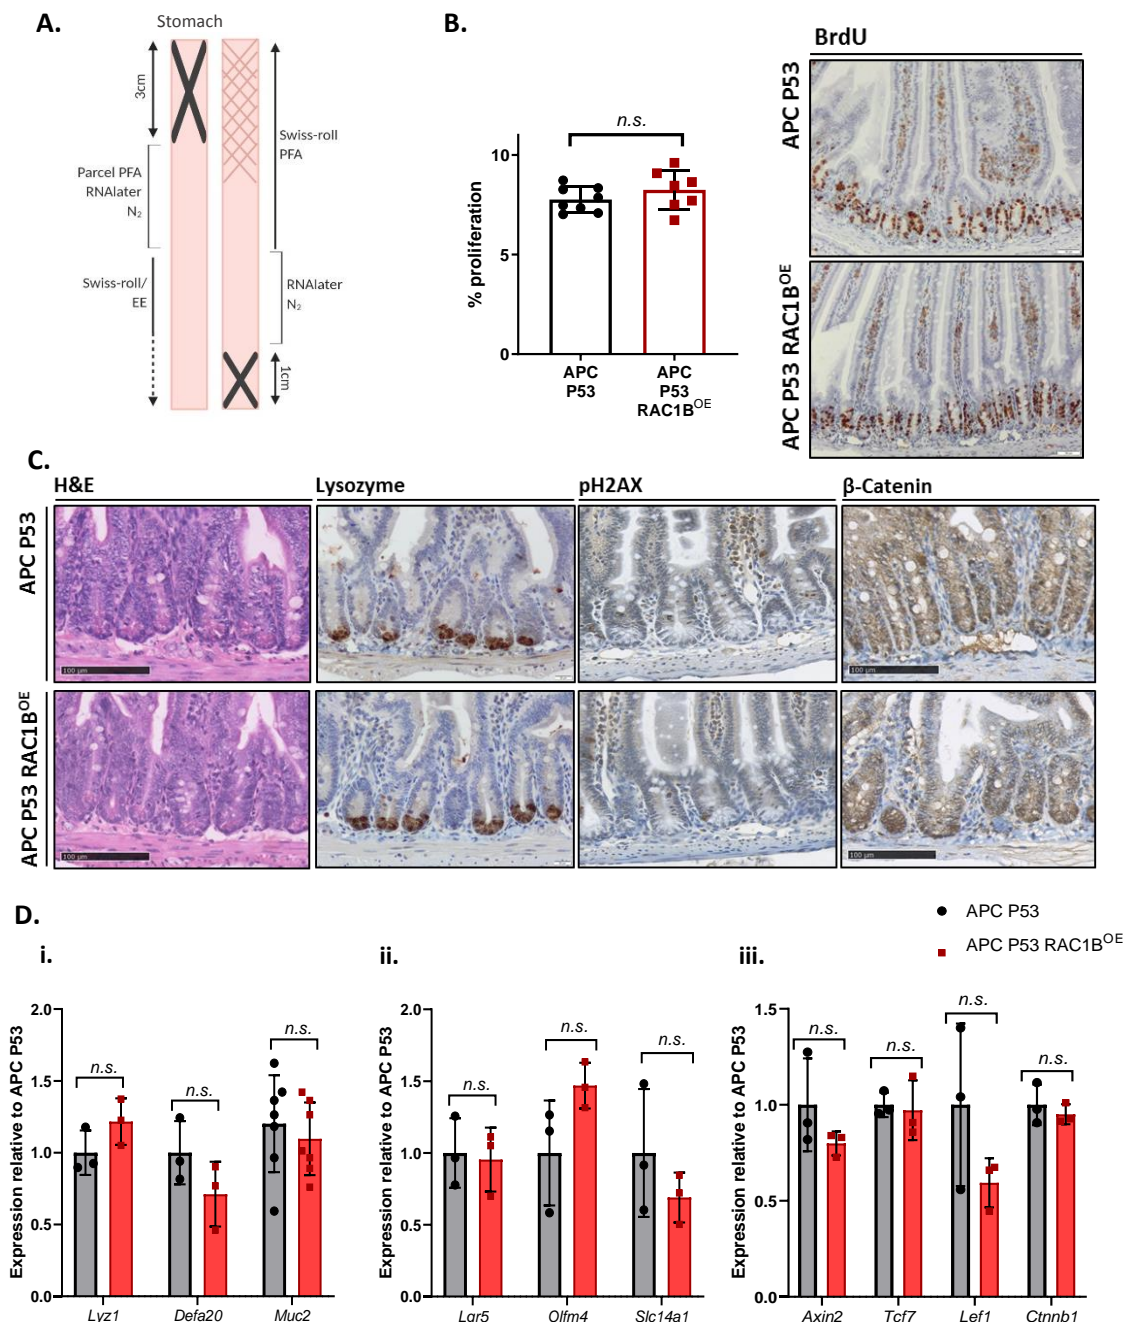 A.
Stomach
3cm
Parcel PFA
RNAlater
N₂
Swiss-roll/
EE
Swiss-roll
PFA
RNAlater
N₂
1cm
B.
n.s.
% proliferation
10
5
0
APC
P53
APC
P53
RAC1B^OE
BrdU
APC P53
APC P53 RAC1B^OE
C.
H&E
Lysozyme
pH2AX
β-Catenin
APC P53
100 µm
100 µm
APC P53 RAC1B^OE
100 µm
100 µm
D.
APC P53
APC P53 RAC1B^OE
i.
Expression relative to APC P53
2.0
1.5
1.0
0.5
0.0
n.s.
n.s.
n.s.
Lyz1
Defa20
Muc2
ii.
Expression relative to APC P53
2.0
1.5
1.0
0.5
0.0
n.s.
n.s.
n.s.
Lgr5
Olfm4
Slc14a1
iii.
Expression relative to APC P53
1.5
1.0
0.5
0.0
n.s.
n.s.
n.s.
n.s.
Axin2
Tcf7
Lef1
Ctnnb1